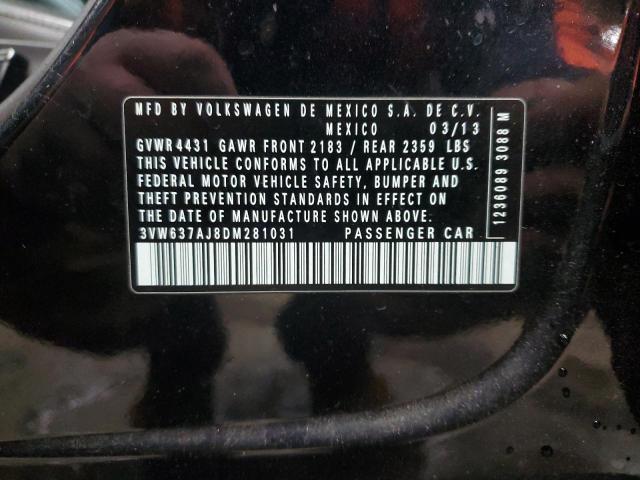 MFD BY VOLKSWAGEN DE MEXICO S.A. DE C.V.
MEXICO 03/13
GVWR4431 GAWR FRONT 2183 / REAR 2359 LBS
THIS VEHICLE CONFORMS TO ALL APPLICABLE U.S.
FEDERAL MOTOR VEHICLE SAFETY, BUMPER AND
THEFT PREVENTION STANDARDS IN EFFECT ON
THE DATE OF MANUFACTURE SHOWN ABOVE.
3VW637AJ8DM281031 PASSENGER CAR
1236089 3088 M